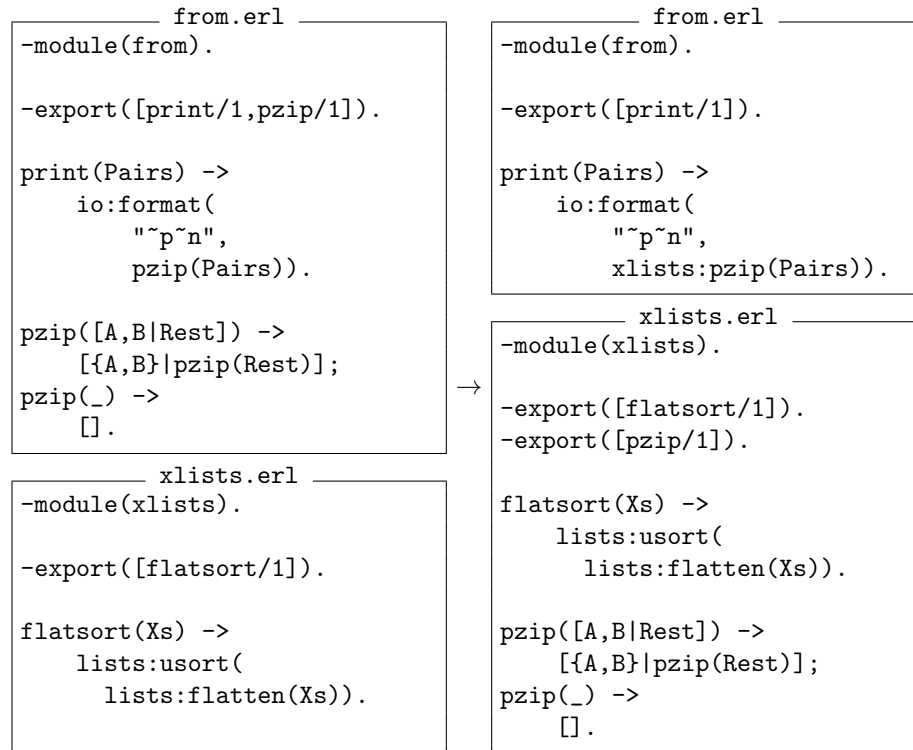 from.erl
-module(from).
-export([print/1,pzip/1]).
print(Pairs) ->
    io:format(
        "~p~n",
        pzip(Pairs)).
pzip([A,B|Rest]) ->
    [{A,B}|pzip(Rest)];
pzip(_) ->
    [].
xlists.erl
-module(xlists).
-export([flatsort/1]).
flatsort(Xs) ->
    lists:usort(
      lists:flatten(Xs)).
→
from.erl
-module(from).
-export([print/1]).
print(Pairs) ->
    io:format(
        "~p~n",
        xlists:pzip(Pairs)).
xlists.erl
-module(xlists).
-export([flatsort/1]).
-export([pzip/1]).
flatsort(Xs) ->
    lists:usort(
      lists:flatten(Xs)).
pzip([A,B|Rest]) ->
    [{A,B}|pzip(Rest)];
pzip(_) ->
    [].